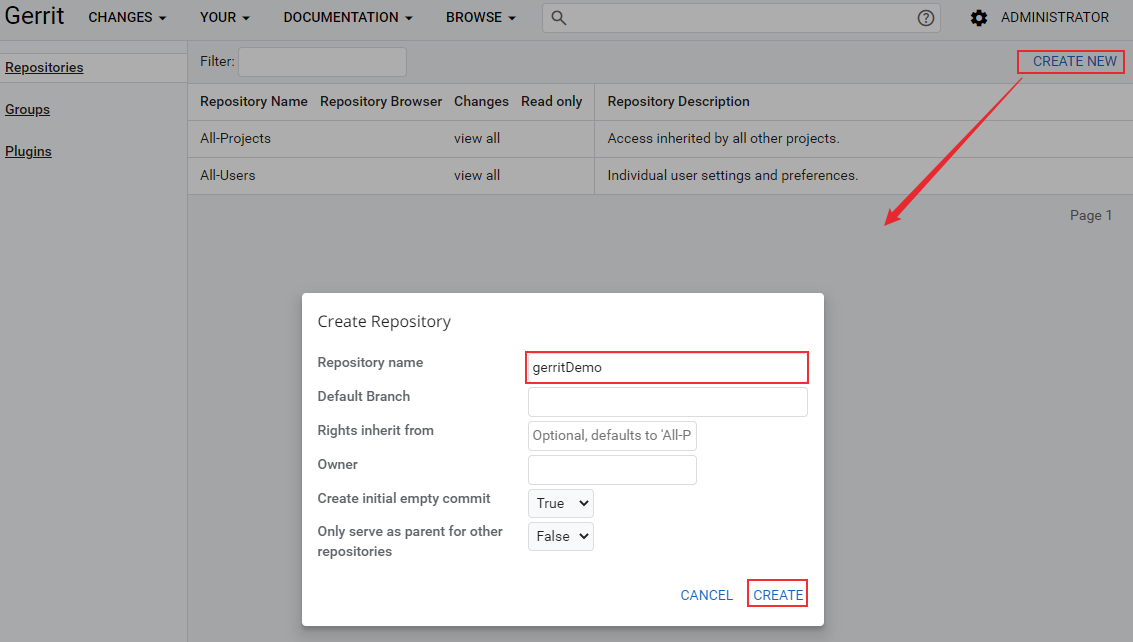 Gerrit CHANGES YOUR DOCUMENTATION BROWSE ADMINISTRATOR
Repositories
Groups
Plugins
Filter: CREATE NEW
Repository Name Repository Browser Changes Read only Repository Description
All-Projects view all Access inherited by all other projects.
All-Users view all Individual user settings and preferences.
Page 1
Create Repository
Repository name gerritDemo
Default Branch
Rights inherit from Optional, defaults to 'All-P
Owner
Create initial empty commit True
Only serve as parent for other False
repositories
CANCEL CREATE